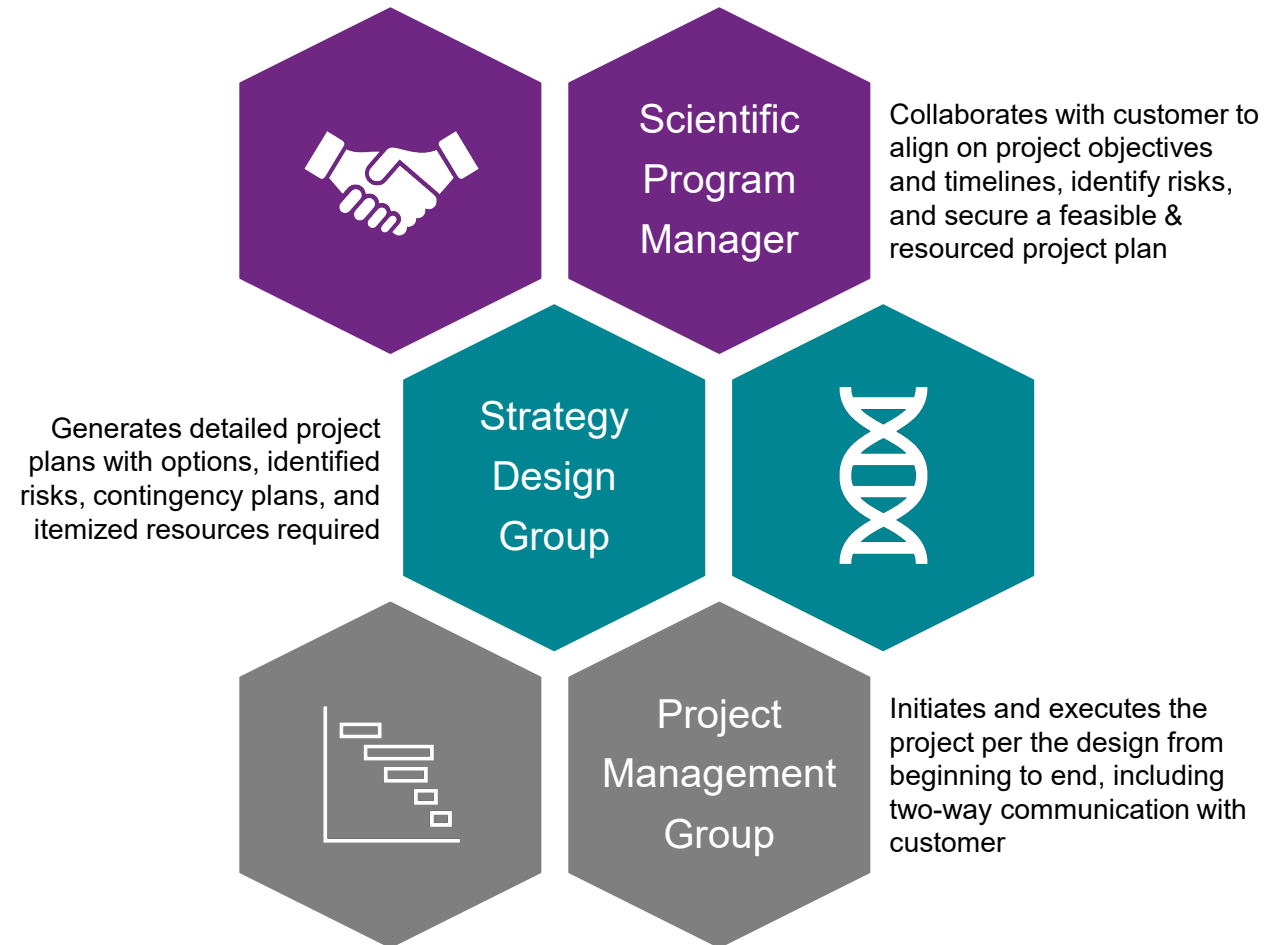 Scientific
Program
Manager
Collaborates with customer to
align on project objectives
and timelines, identify risks,
and secure a feasible &
resourced project plan
Generates detailed project
plans with options, identified
risks, contingency plans, and
itemized resources required
Strategy
Design
Group
Project
Management
Group
Initiates and executes the
project per the design from
beginning to end, including
two-way communication with
customer